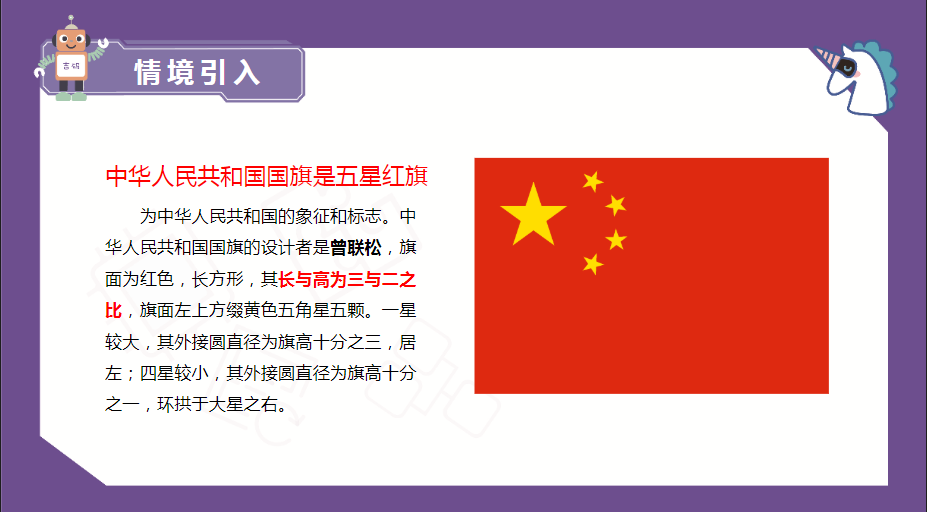 情境引入
中华人民共和国国旗是五星红旗
为中华人民共和国的象征和标志。中
华人民共和国国旗的设计者是曾联松，旗
面为红色，长方形，其长与高为三与二之
比，旗面左上方缀黄色五角星五颗。一星
较大，其外接圆直径为旗高十分之三，居
左；四星较小，其外接圆直径为旗高十分
之一，环拱于大星之右。